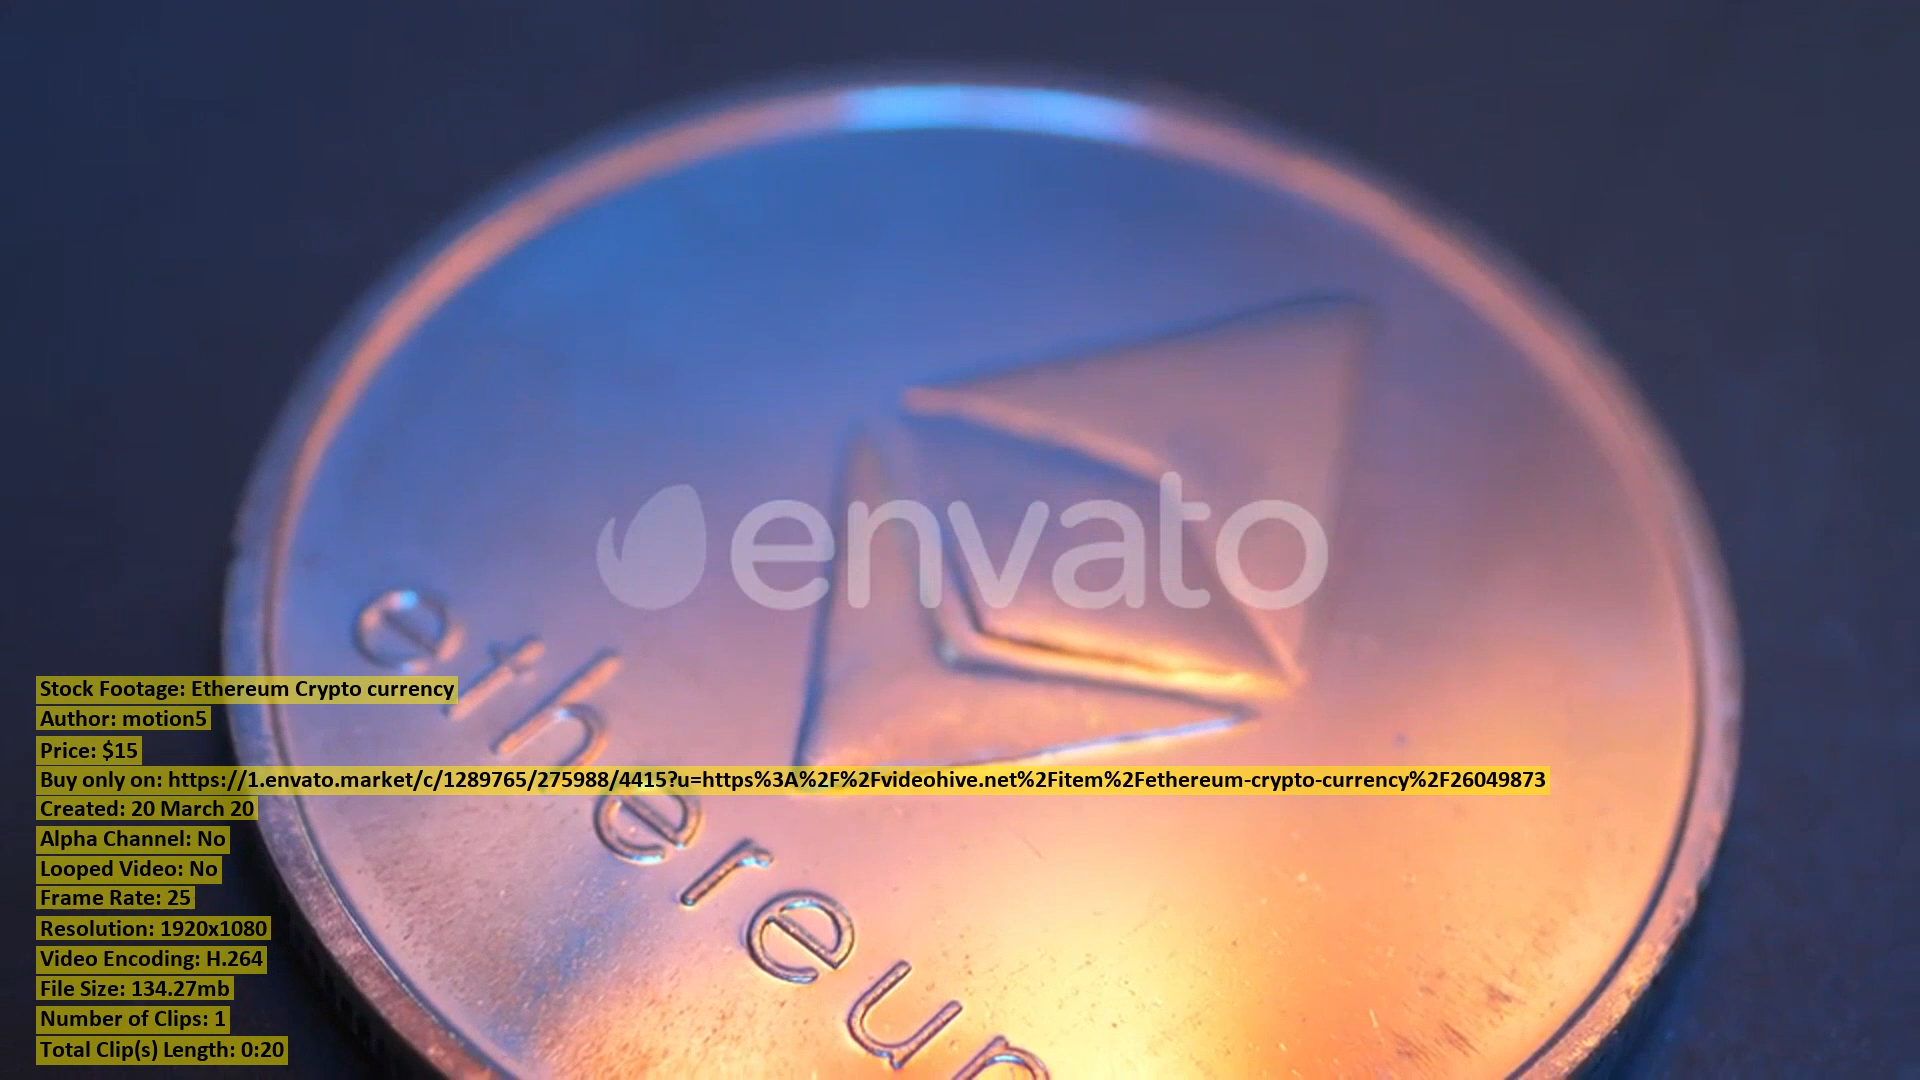 envato
ethereum
Stock Footage: Ethereum Crypto currency
Author: motion5
Price: $15
Buy only on: https://1.envato.market/c/1289765/275988/4415?u=https%3A%2F%2Fvideohive.net%2Fitem%2Fethereum-crypto-currency%2F26049873
Created: 20 March 20
Alpha Channel: No
Looped Video: No
Frame Rate: 25
Resolution: 1920x1080
Video Encoding: H.264
File Size: 134.27mb
Number of Clips: 1
Total Clip(s) Length: 0:20